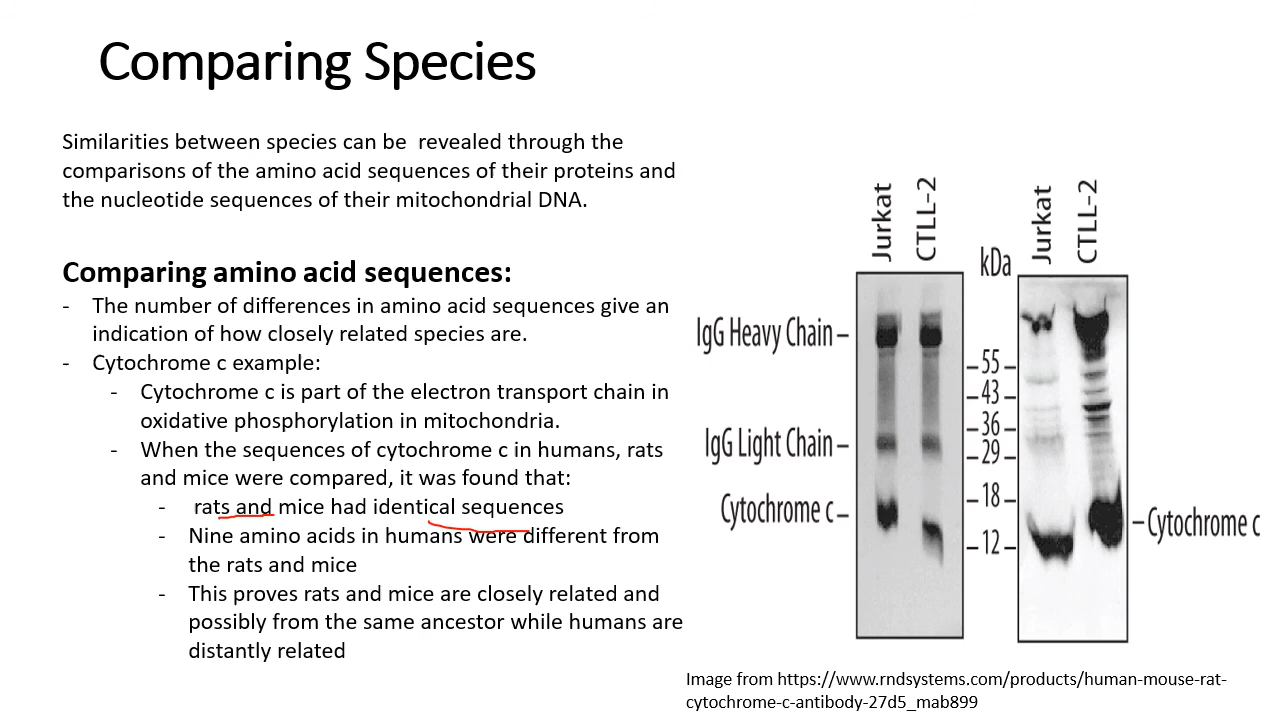 Comparing Species
Similarities between species can be  revealed through the
comparisons of the amino acid sequences of their proteins and
the nucleotide sequences of their mitochondrial DNA.
Comparing amino acid sequences:
- The number of differences in amino acid sequences give an
indication of how closely related species are.
- Cytochrome c example:
- Cytochrome c is part of the electron transport chain in
oxidative phosphorylation in mitochondria.
- When the sequences of cytochrome c in humans, rats
and mice were compared, it was found that:
- rats and mice had identical sequences
- Nine amino acids in humans were different from
the rats and mice
- This proves rats and mice are closely related and
possibly from the same ancestor while humans are
distantly related
Jurkat
CTLL-2
kDa
Jurkat
CTLL-2
IgG Heavy Chain –
IgG Light Chain –
Cytochrome c –
–55–
–43–
–36–
–29–
–18–
–12–
–Cytochrome c
Image from https://www.rndsystems.com/products/human-mouse-rat-
cytochrome-c-antibody-27d5_mab899